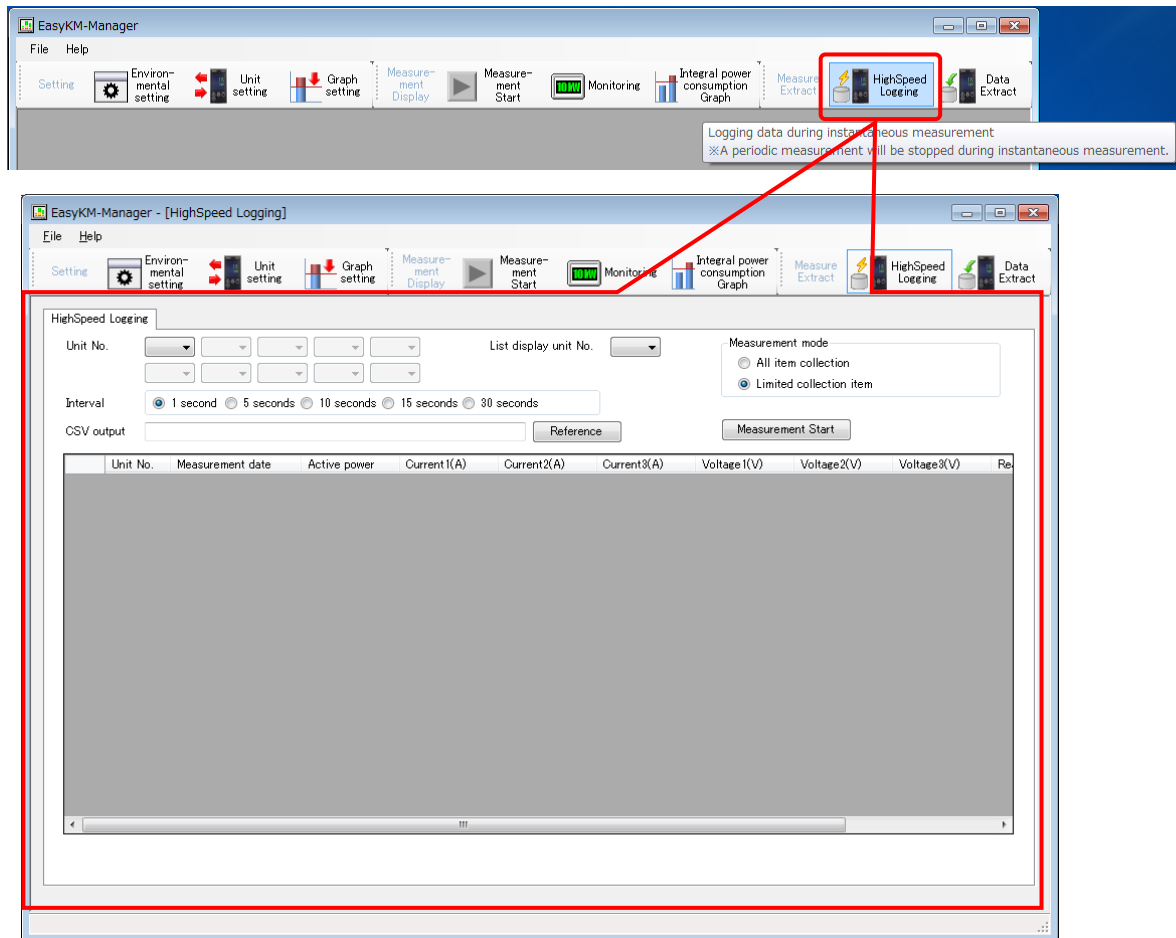 EasyKM-Manager
File Help
Setting
Environ-
mental
setting
Unit
setting
Graph
setting
Measure-
ment
Display
Measure-
ment
Start
10 kW
Monitoring
Integral power
consumption
Graph
Measure
Extract
HighSpeed
Logging
Data
Extract
Logging data during instantaneous measurement
※A periodic measurement will be stopped during instantaneous measurement.
EasyKM-Manager - [HighSpeed Logging]
File Help
Setting
Environ-
mental
setting
Unit
setting
Graph
setting
Measure-
ment
Display
Measure-
ment
Start
10 kW
Monitoring
Integral power
consumption
Graph
Measure
Extract
HighSpeed
Logging
Data
Extract
HighSpeed Logging
Unit No. List display unit No.
Measurement mode
All item collection
Limited collection item
Interval 1 second 5 seconds 10 seconds 15 seconds 30 seconds
CSV output Reference Measurement Start
Unit No. Measurement date Active power Current1(A) Current2(A) Current3(A) Voltage1(V) Voltage2(V) Voltage3(V) Re